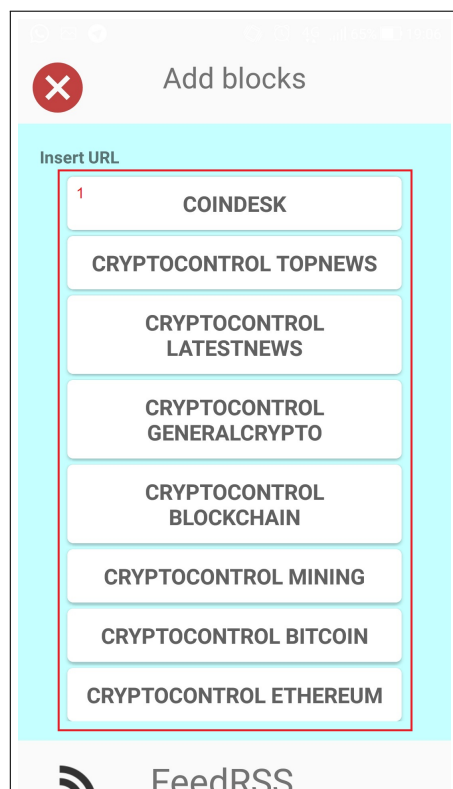 Add blocks
Insert URL
1
COINDESK
CRYPTOCONTROL TOPNEWS
CRYPTOCONTROL
LATESTNEWS
CRYPTOCONTROL
GENERALCRYPTO
CRYPTOCONTROL
BLOCKCHAIN
CRYPTOCONTROL MINING
CRYPTOCONTROL BITCOIN
CRYPTOCONTROL ETHEREUM
FeedRSS